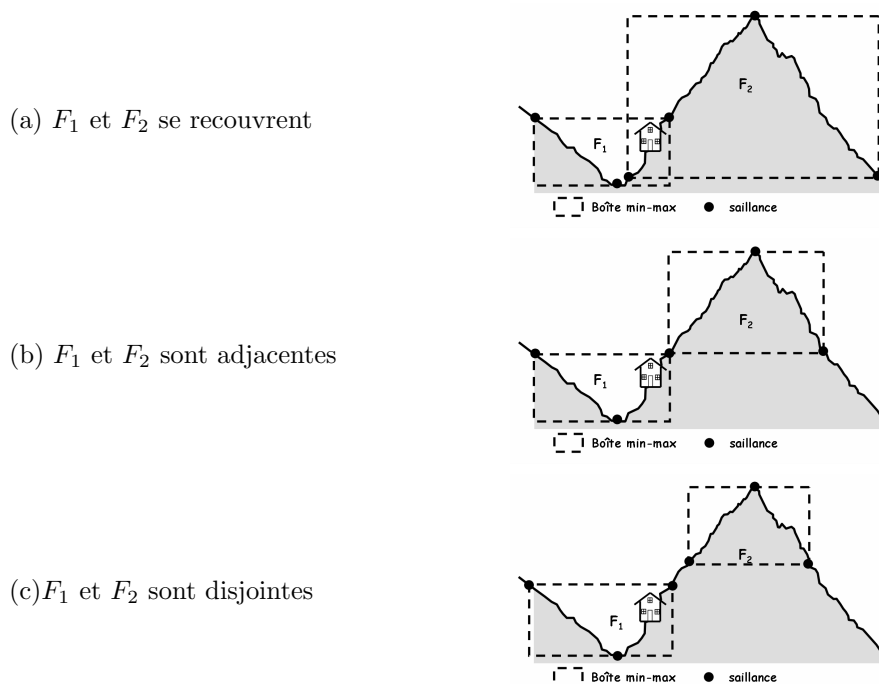 (a) F₁ et F₂ se recouvrent
F₂
F₁
Boîte min-max saillance
(b) F₁ et F₂ sont adjacentes
F₂
F₁
Boîte min-max saillance
(c)F₁ et F₂ sont disjointes
F₂
F₁
Boîte min-max saillance